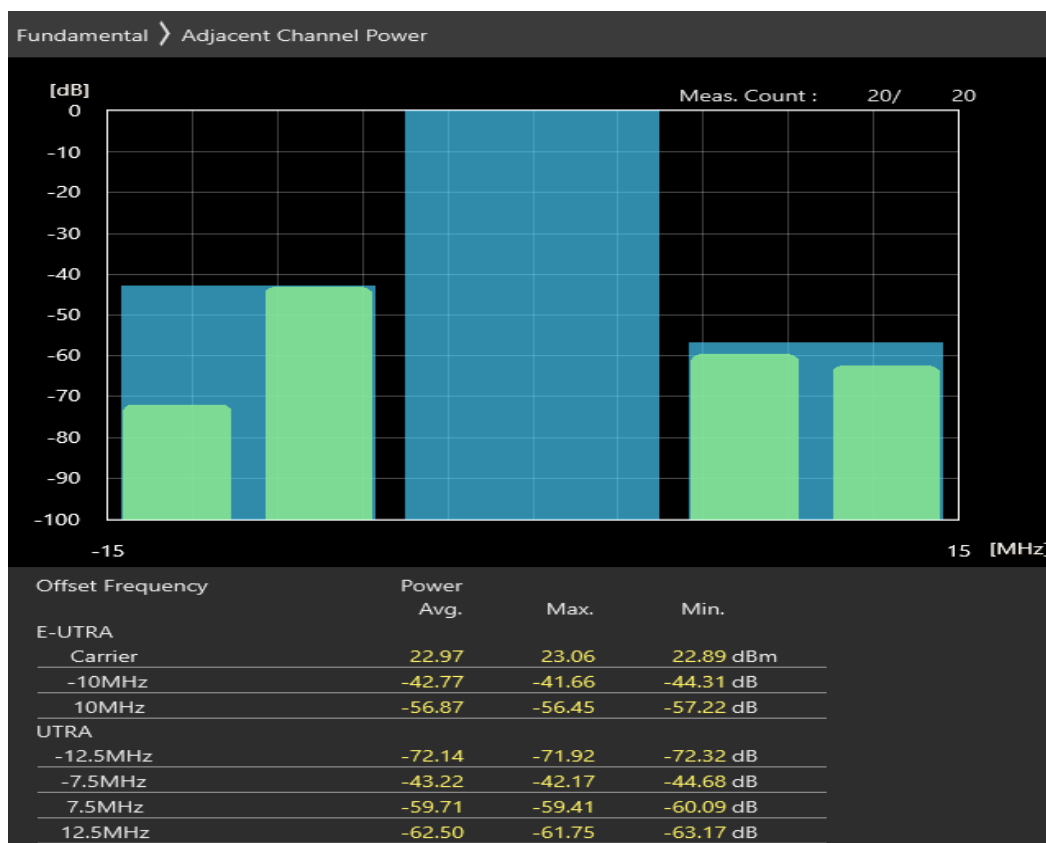 Fundamental 〉 Adjacent Channel Power
[dB]
Meas. Count : 20/ 20
0
-10
-20
-30
-40
-50
-60
-70
-80
-90
-100
-15 15 [MHz]
Offset Frequency Power
Avg. Max. Min.
E-UTRA
Carrier 22.97 23.06 22.89 dBm
-10MHz -42.77 -41.66 -44.31 dB
10MHz -56.87 -56.45 -57.22 dB
UTRA
-12.5MHz -72.14 -71.92 -72.32 dB
-7.5MHz -43.22 -42.17 -44.68 dB
7.5MHz -59.71 -59.41 -60.09 dB
12.5MHz -62.50 -61.75 -63.17 dB